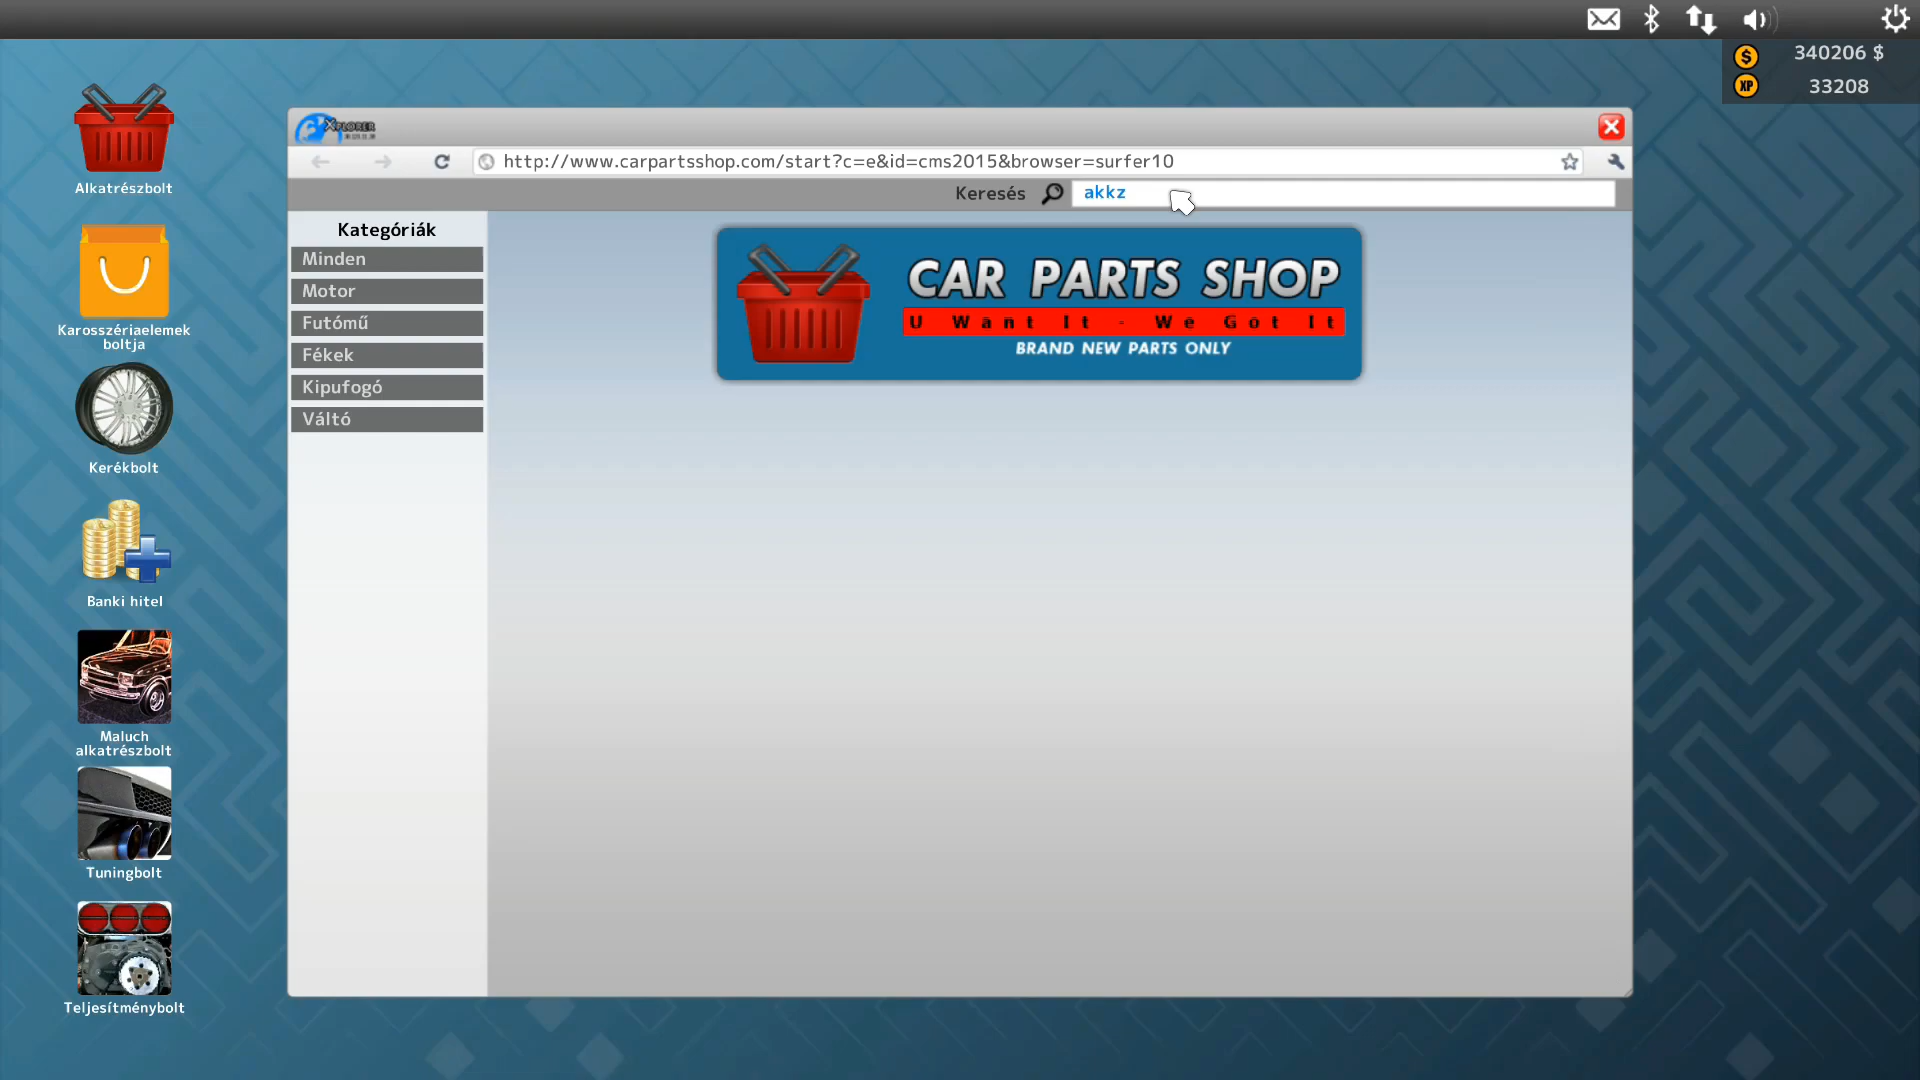 340206 $
XP 33208
Alkatrészbolt
Karosszériaelemek
boltja
Kerékbolt
Banki hitel
Maluch
alkatrészbolt
Tuningbolt
Teljesítménybolt
XPLORER
http://www.carpartsshop.com/start?c=e&id=cms2015&browser=surfer10
Keresés akkz
Kategóriák
Minden
Motor
Futómű
Fékek
Kipufogó
Váltó
CAR PARTS SHOP
U Want It - We Got It
BRAND NEW PARTS ONLY